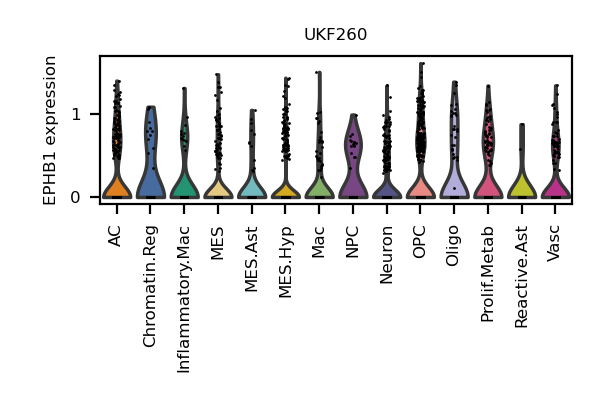 UKF260
EPHB1 expression
1
0
AC
Chromatin.Reg
Inflammatory.Mac
MES
MES.Ast
MES.Hyp
Mac
NPC
Neuron
OPC
Oligo
Prolif.Metab
Reactive.Ast
Vasc